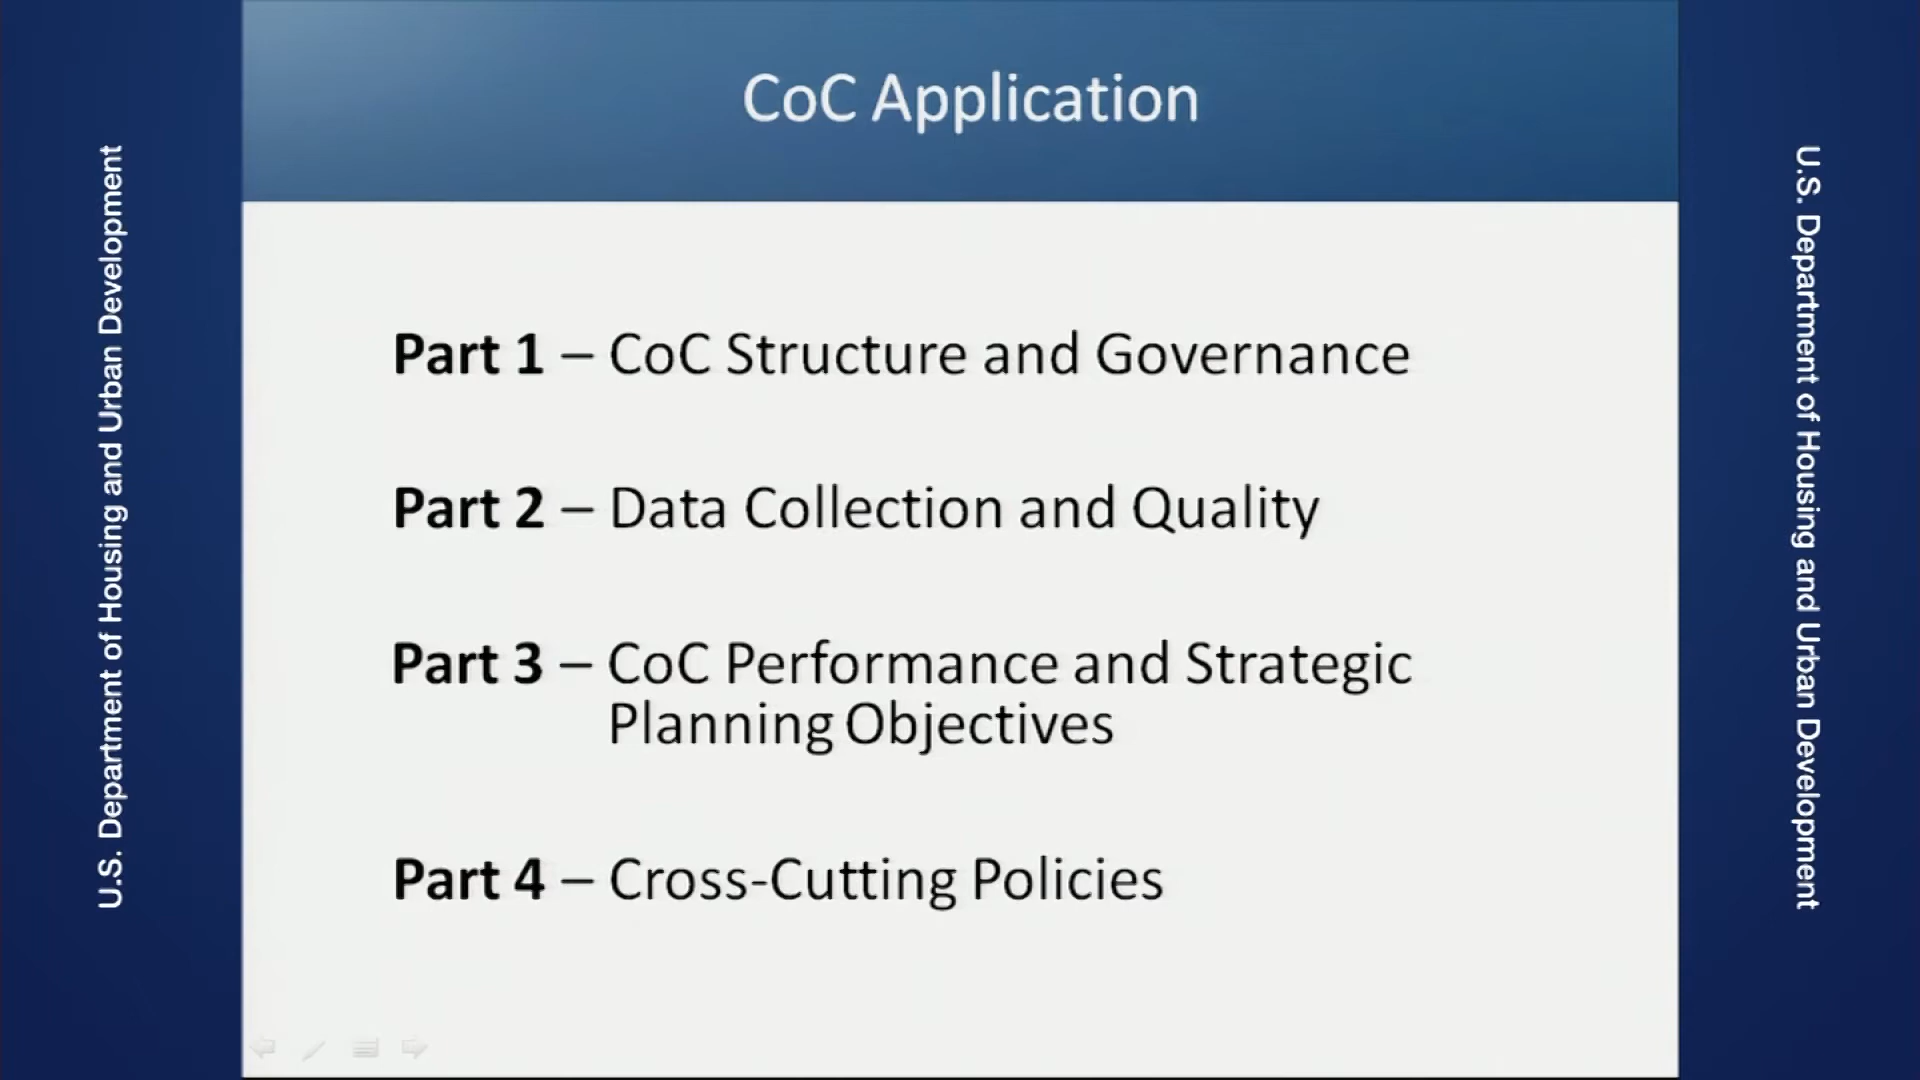 CoC Application
U.S. Department of Housing and Urban Development
Part 1 – CoC Structure and Governance
Part 2 – Data Collection and Quality
Part 3 – CoC Performance and Strategic
Planning Objectives
Part 4 – Cross-Cutting Policies
U.S. Department of Housing and Urban Development